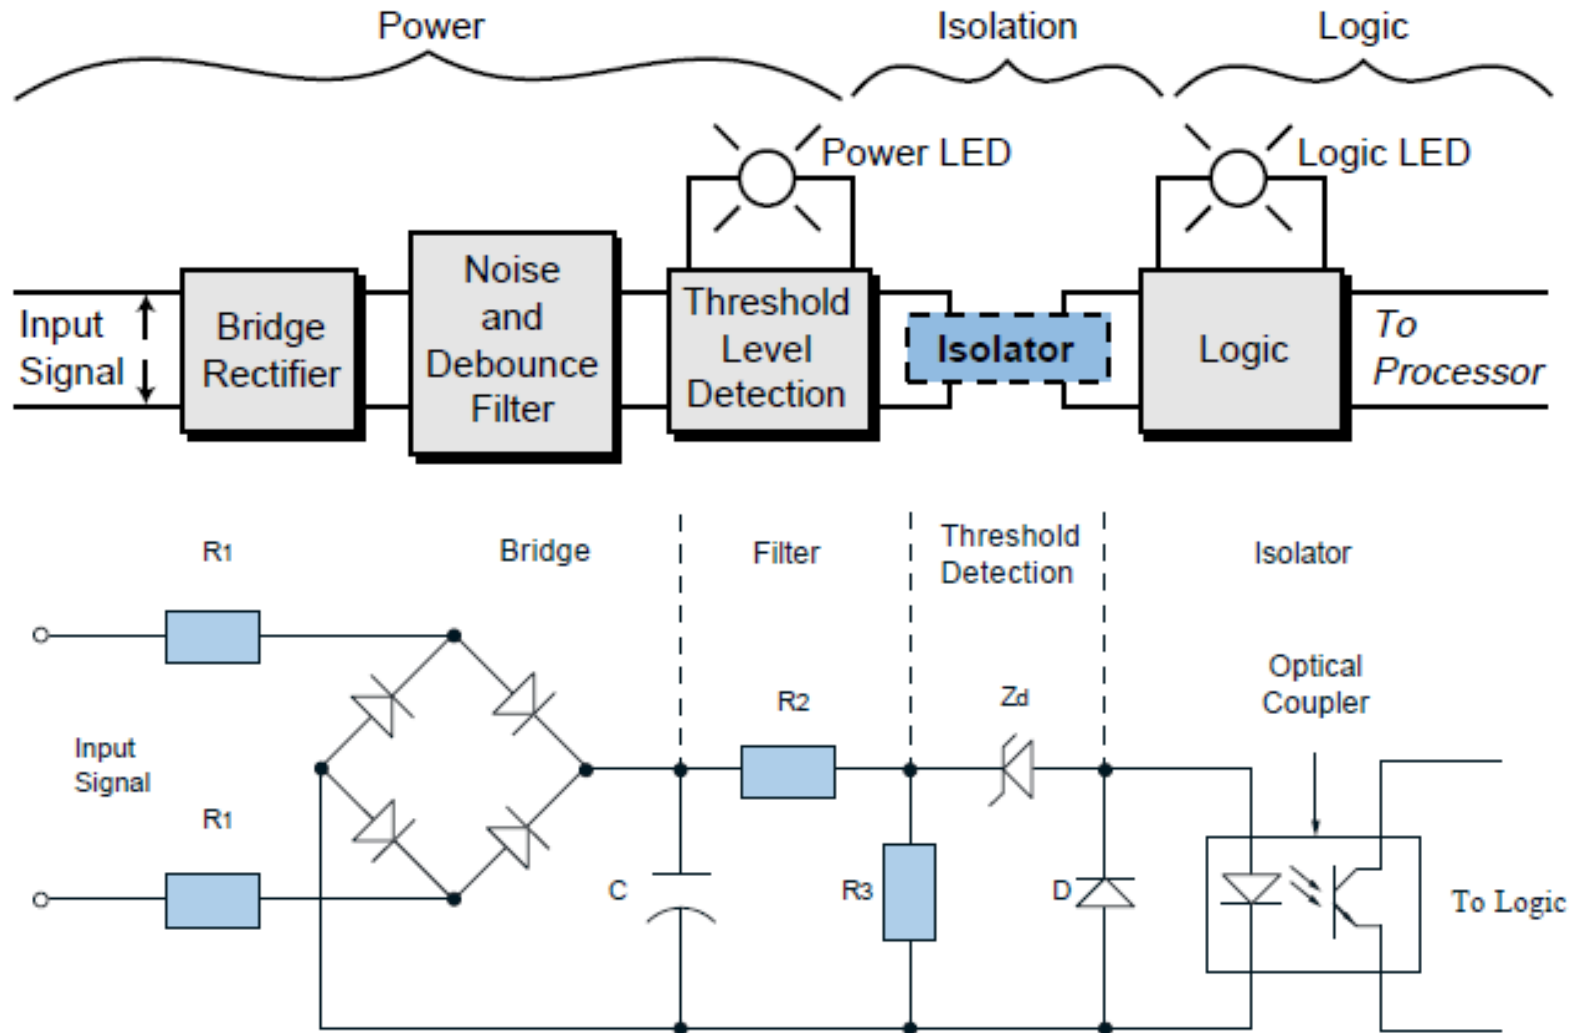 Power
Isolation
Logic
Power LED
Logic LED
Input
Signal
Bridge
Rectifier
Noise
and
Debounce
Filter
Threshold
Level
Detection
Isolator
Logic
To
Processor
R1
Bridge
Filter
Threshold
Detection
Isolator
Input
Signal
R1
R2
Zd
Optical
Coupler
C
R3
D
To Logic